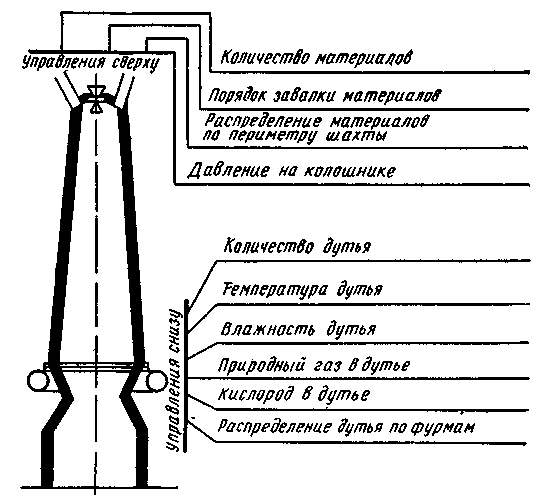 Управления сверху
Количество материалов
Порядок завалки материалов
Распределение материалов
по периметру шахты
Давление на колошнике
Управления снизу
Количество дутья
Температура дутья
Влажность дутья
Природный газ в дутье
Кислород в дутье
Распределение дутья по фурмам